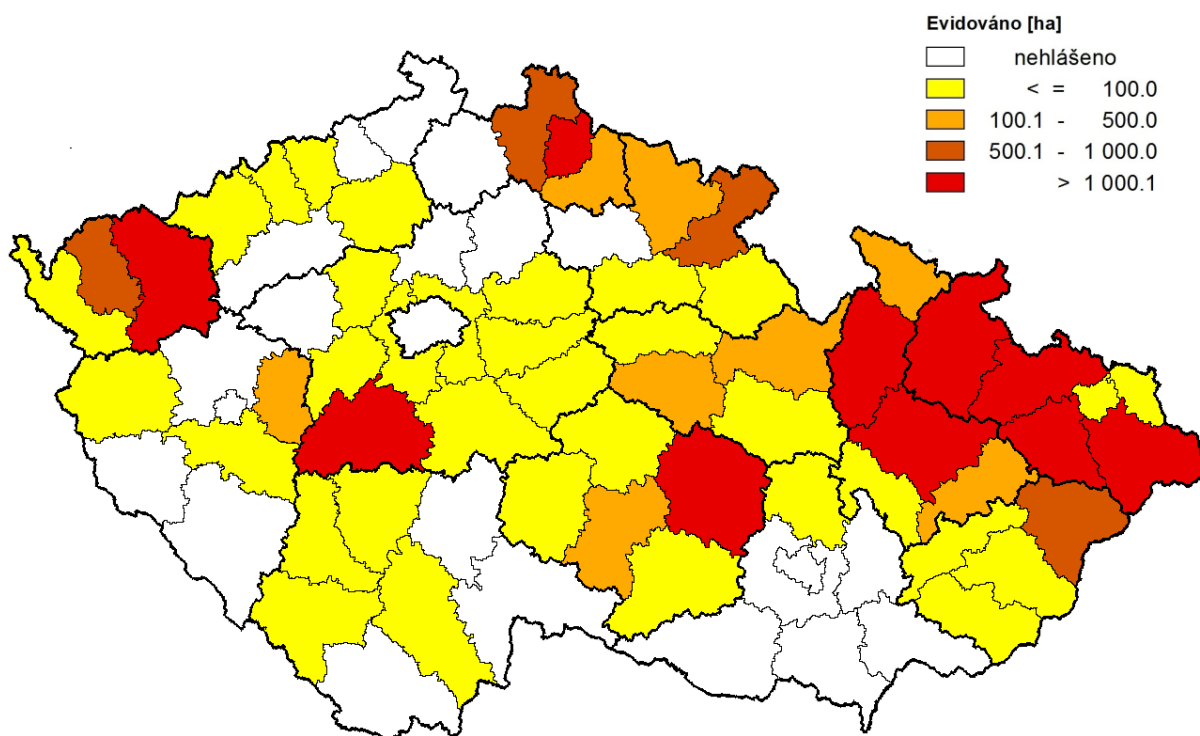 Evidováno [ha]
nehlášeno
< = 100.0
100.1 - 500.0
500.1 - 1 000.0
> 1 000.1